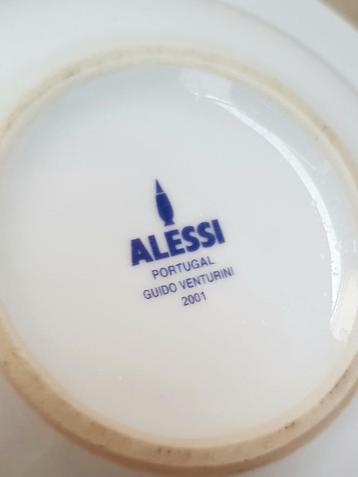 ALESSI
PORTUGAL
GUIDO VENTURINI
2001